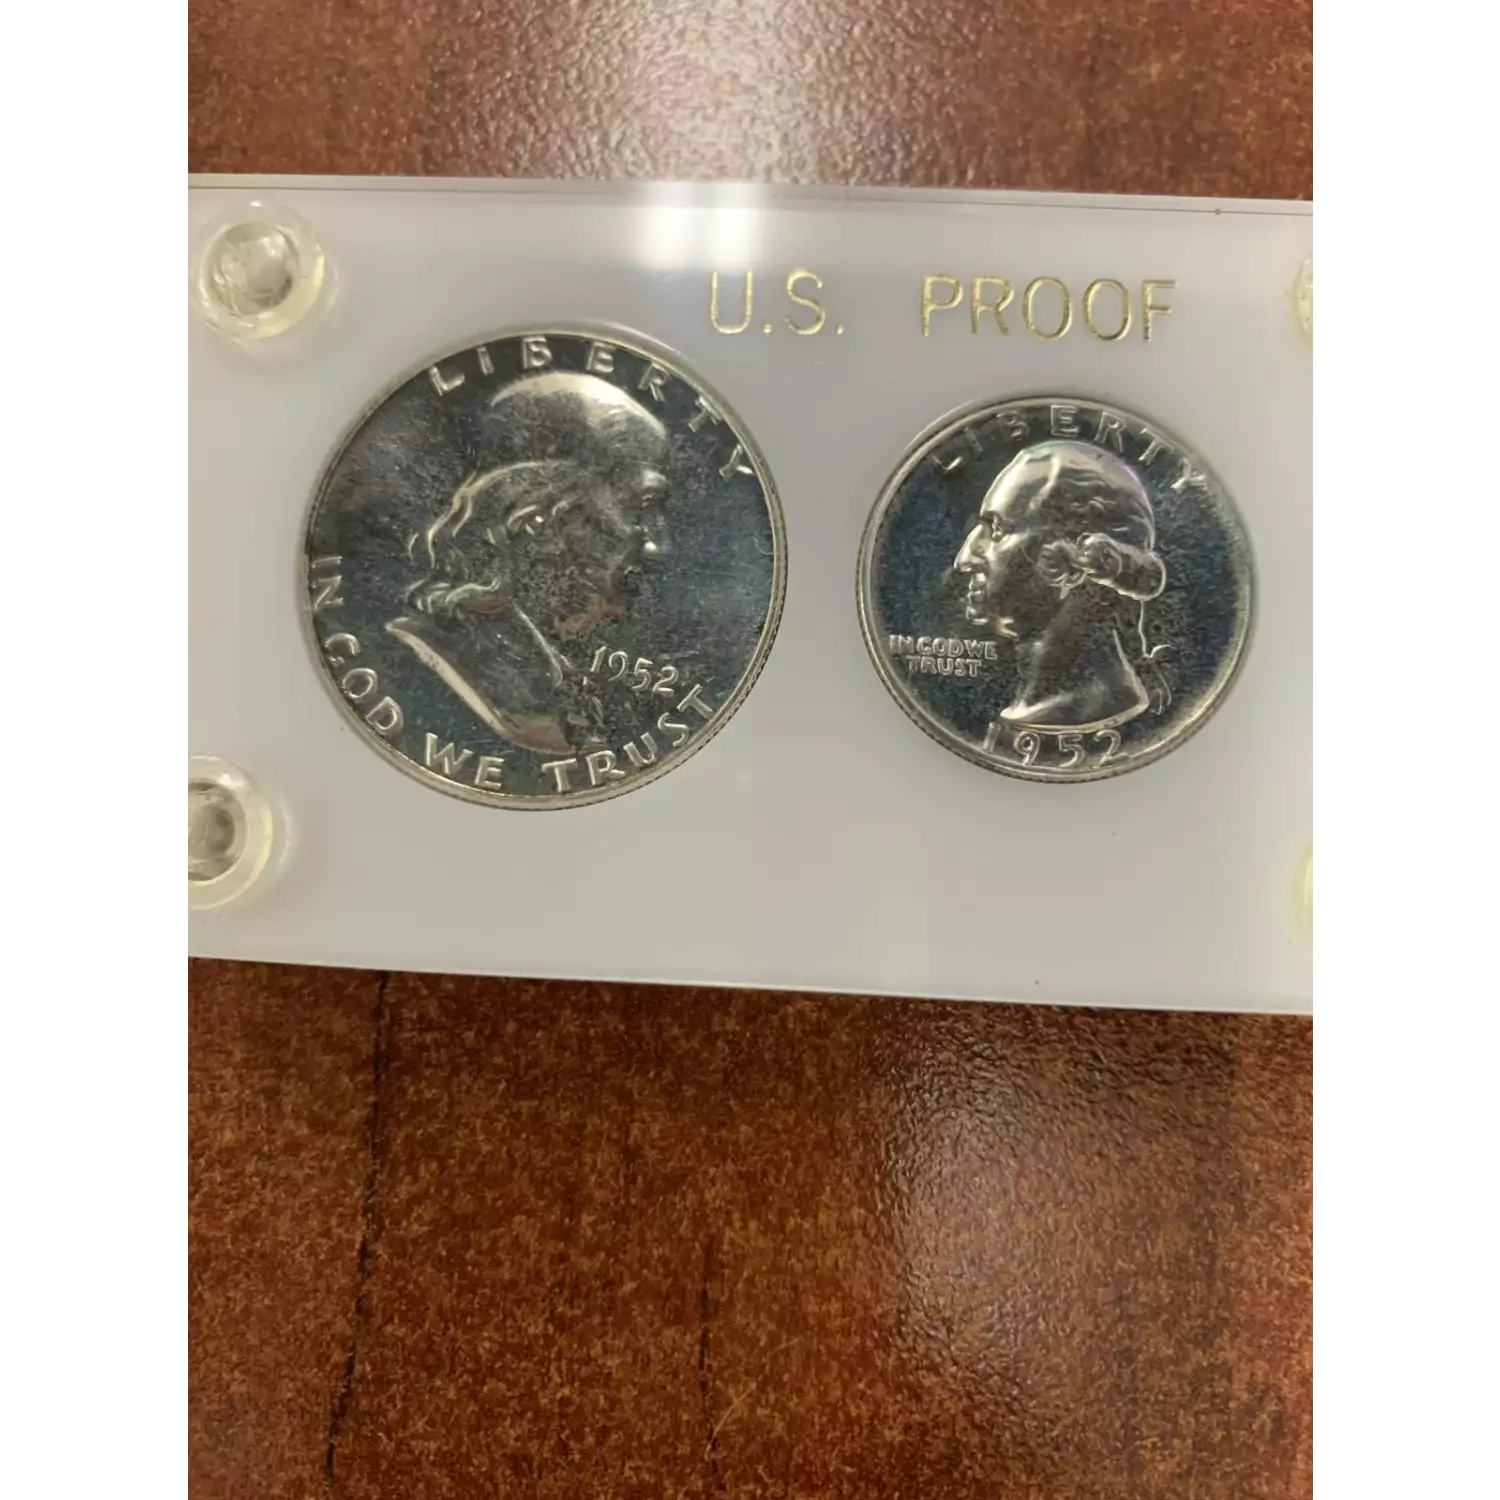 U.S. PROOF
LIBERTY
IN GOD WE TRUST
1952
LIBERTY
IN GOD WE
TRUST
1952